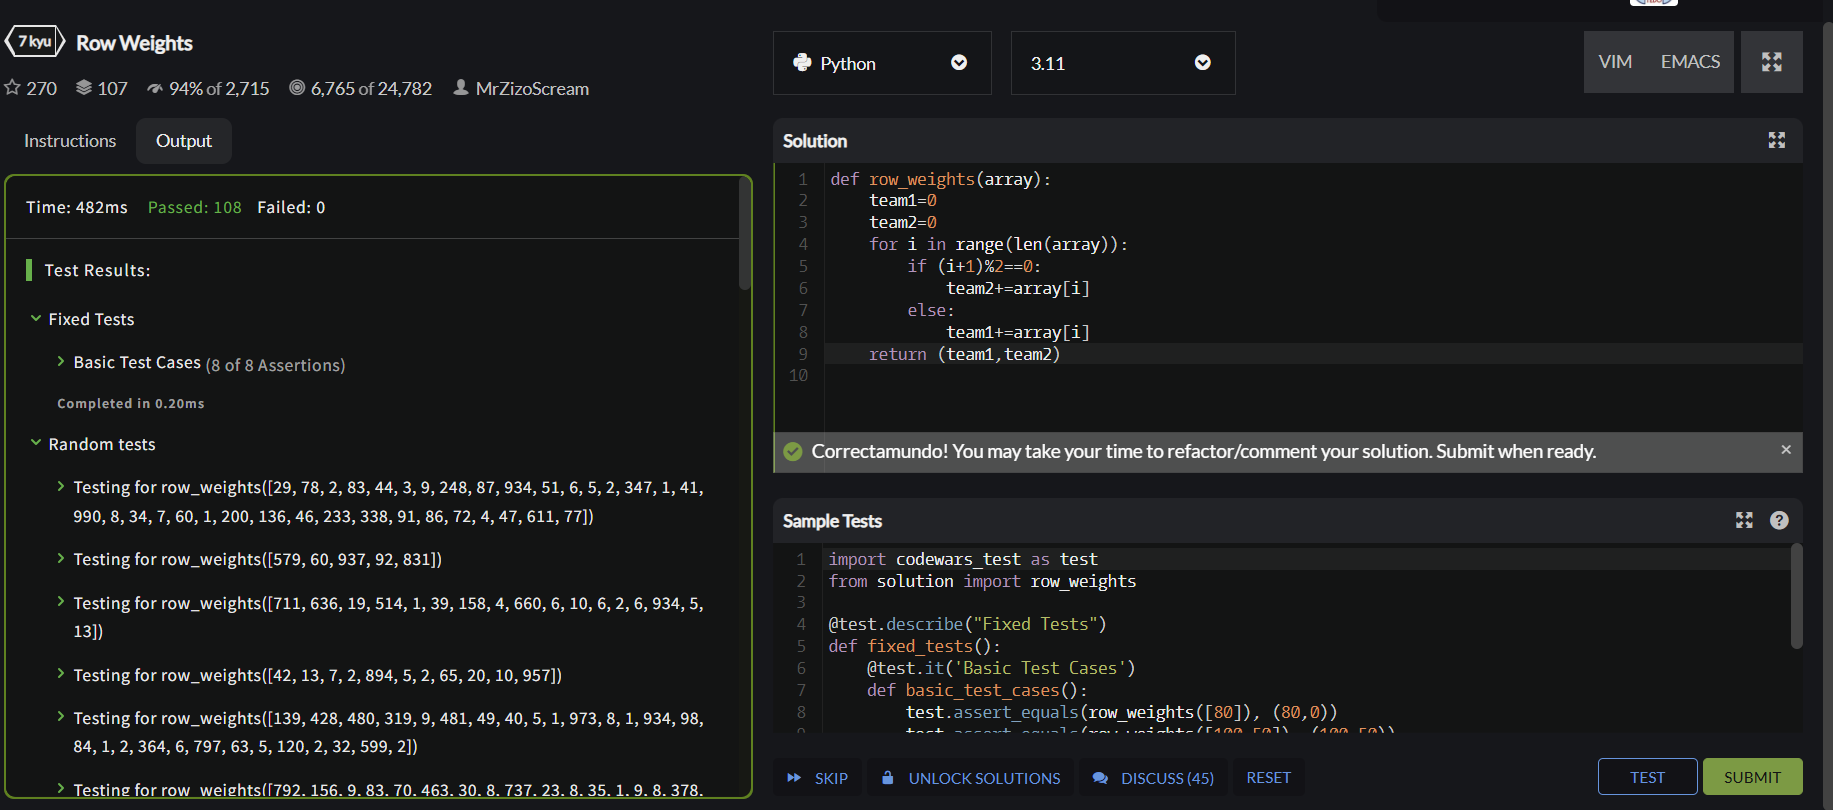 7 kyu Row Weights
270 107 94% of 2,715 6,765 of 24,782 MrZizoScream
Instructions Output
Time: 482ms Passed: 108 Failed: 0
Test Results:
Fixed Tests
Basic Test Cases (8 of 8 Assertions)
Completed in 0.20ms
Random tests
Testing for row_weights([29, 78, 2, 83, 44, 3, 9, 248, 87, 934, 51, 6, 5, 2, 347, 1, 41,
990, 8, 34, 7, 60, 1, 200, 136, 46, 233, 338, 91, 86, 72, 4, 47, 611, 77])
Testing for row_weights([579, 60, 937, 92, 831])
Testing for row_weights([711, 636, 19, 514, 1, 39, 158, 4, 660, 6, 10, 6, 2, 6, 934, 5,
13])
Testing for row_weights([42, 13, 7, 2, 894, 5, 2, 65, 20, 10, 957])
Testing for row_weights([139, 428, 480, 319, 9, 481, 49, 40, 5, 1, 973, 8, 1, 934, 98,
84, 1, 2, 364, 6, 797, 63, 5, 120, 2, 32, 599, 2])
Testing for row_weights([792, 156, 9, 83, 70, 463, 30, 8, 737, 23, 8, 35, 1, 9, 8, 378,
Python 3.11 VIM EMACS
Solution
1 def row_weights(array):
2 team1=0
3 team2=0
4 for i in range(len(array)):
5 if (i+1)%2==0:
6 team2+=array[i]
7 else:
8 team1+=array[i]
9 return (team1,team2)
10
Correctamundo! You may take your time to refactor/comment your solution. Submit when ready. ×
Sample Tests ?
1 import codewars_test as test
2 from solution import row_weights
3
4 @test.describe("Fixed Tests")
5 def fixed_tests():
6 @test.it('Basic Test Cases')
7 def basic_test_cases():
8 test.assert_equals(row_weights([80]), (80,0))
9 test.assert_equals(row_weights([100,50]), (100,50))
SKIP UNLOCK SOLUTIONS DISCUSS (45) RESET TEST SUBMIT